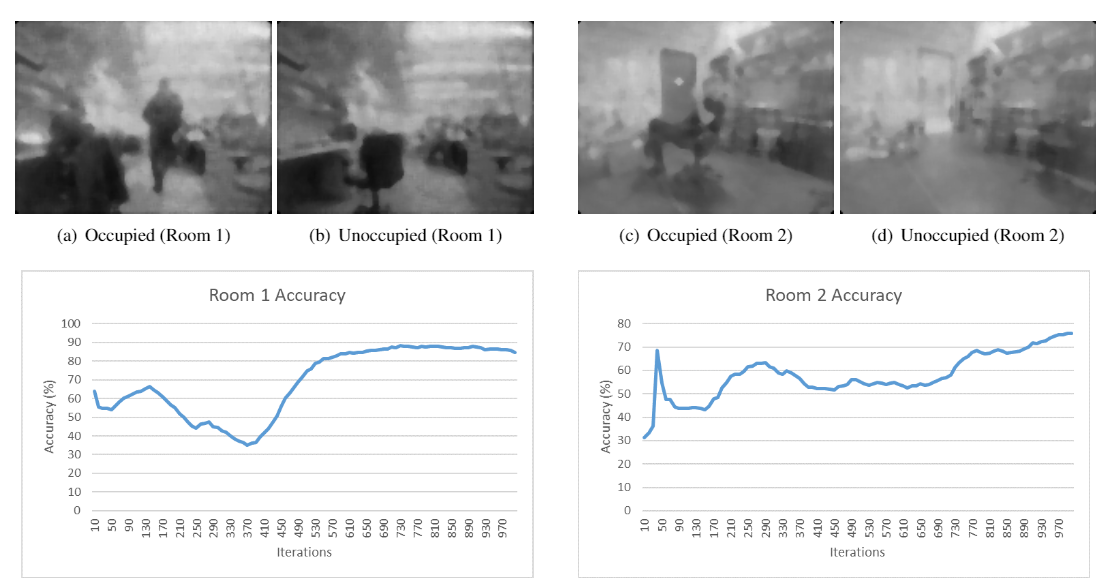 (a) Occupied (Room 1)
(b) Unoccupied (Room 1)
(c) Occupied (Room 2)
(d) Unoccupied (Room 2)
Room 1 Accuracy
100
90
80
70
60
50
40
30
20
10
0
Accuracy (%)
10 50 90 130 170 210 250 290 330 370 410 450 490 530 570 610 650 690 730 770 810 850 890 930 970
Iterations
Room 2 Accuracy
80
70
60
50
40
30
20
10
0
Accuracy (%)
10 50 90 130 170 210 250 290 330 370 410 450 490 530 570 610 650 690 730 770 810 850 890 930 970
Iterations